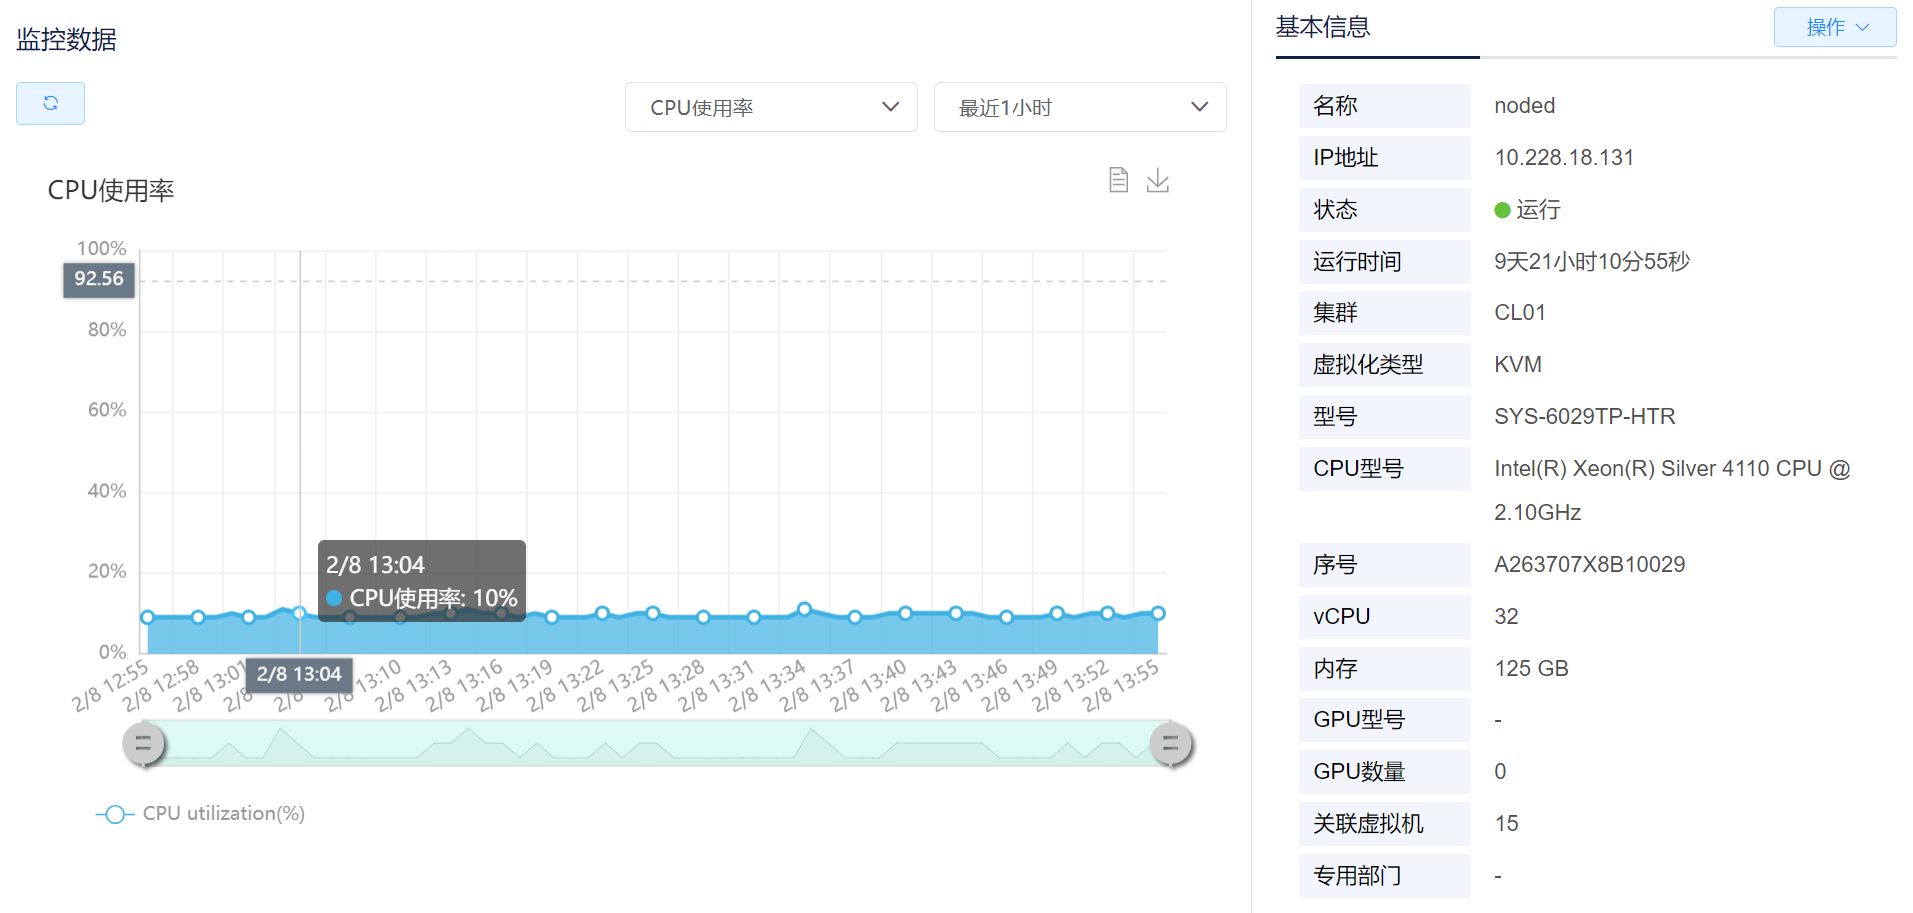 监控数据
CPU使用率
最近1小时
CPU使用率
100%
92.56
80%
60%
40%
20%
0%
2/8 13:04
CPU使用率: 10%
2/8 12:55
2/8 12:58
2/8 13:01
2/8 13:04
2/8
13:10
2/8 13:13
2/8 13:16
2/8 13:19
2/8 13:22
2/8 13:25
2/8 13:28
2/8 13:31
2/8 13:34
2/8 13:37
2/8 13:40
2/8 13:43
2/8 13:46
2/8 13:49
2/8 13:52
2/8 13:55
CPU utilization(%)
基本信息
操作
名称 noded
IP地址 10.228.18.131
状态 运行
运行时间 9天21小时10分55秒
集群 CL01
虚拟化类型 KVM
型号 SYS-6029TP-HTR
CPU型号 Intel(R) Xeon(R) Silver 4110 CPU @
2.10GHz
序号 A263707X8B10029
vCPU 32
内存 125 GB
GPU型号 -
GPU数量 0
关联虚拟机 15
专用部门 -